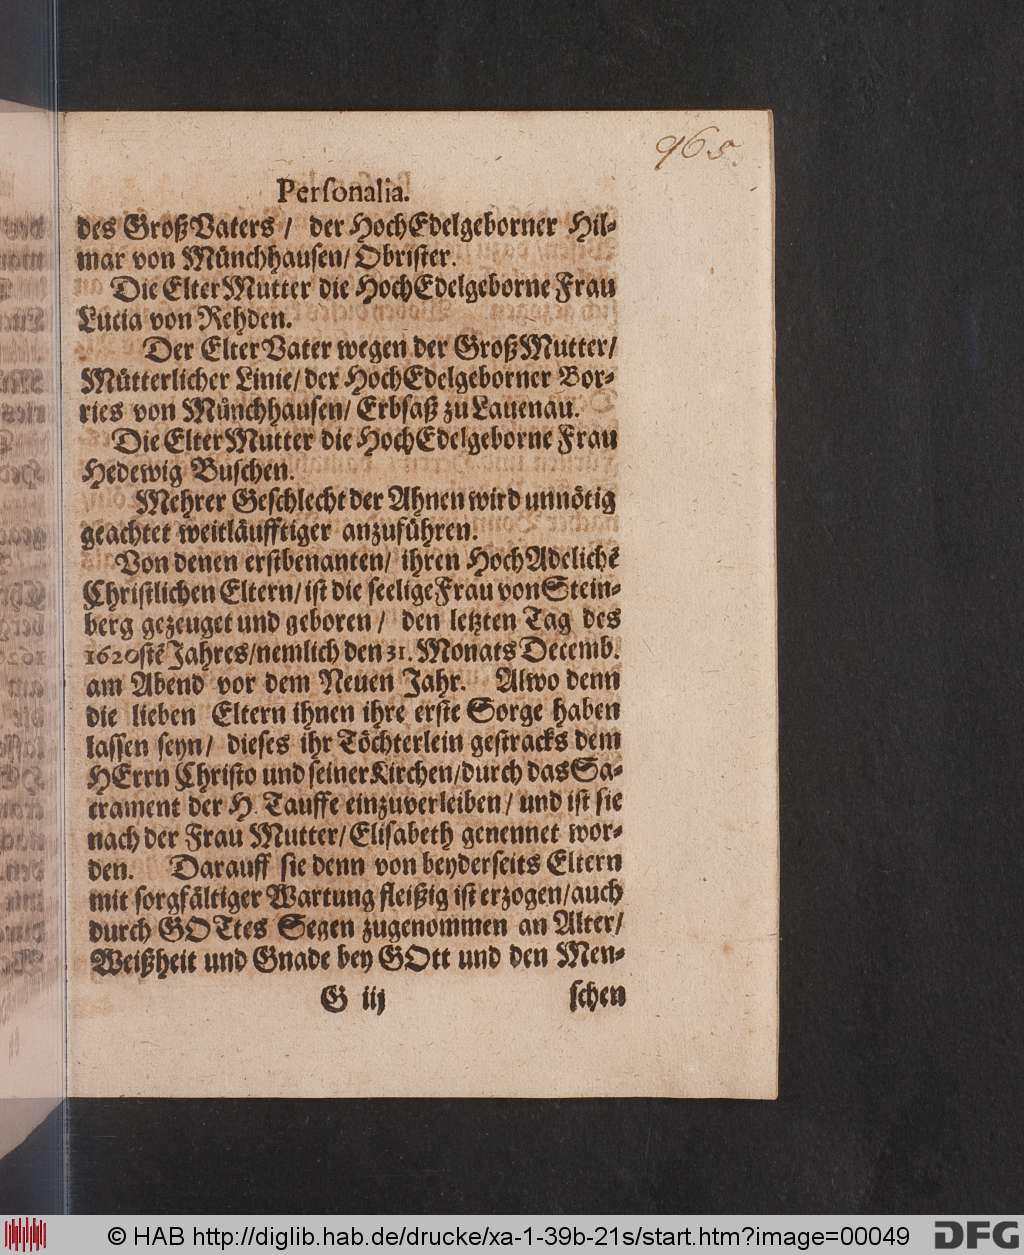 965.
Perſonalia.
des GroßVaters / der HochEdelgeborner Hil-
mar von Münchhauſen/ Obriſter.
Die ElterMutter die HochEdelgeborne Frau
Lucia von Rehden.
Der ElterVater wegen der GroßMutter/
Mütterlicher Linie/ der HochEdelgeborner Bor-
ries von Münchhauſen/ Erbſaß zu Lauenau.
Die ElterMutter die HochEdelgeborne Frau
Hedewig Buſchen.
Mehrer Geſchlecht der Ahnen wird unnötig
geachtet weitläufftiger anzuführen.
Von denen erſtbenanten/ ihren HochAdelichẽ
Chriſtlichen Eltern/ iſt die ſeelige Frau von Stein-
berg gezeuget und geboren / den letzten Tag des
1620ſtẽ Jahres/nemlich den 31. Monats Decemb.
am Abend vor dem Neuen Jahr. Alwo denn
die lieben Eltern ihnen ihre erſte Sorge haben
laſſen ſeyn/ dieſes ihr Töchterlein geſtracks dem
HErrn Chriſto und ſeiner Kirchen/durch das Sa-
crament der H. Tauffe einzuverleiben/ und iſt ſie
nach der Frau Mutter/ Eliſabeth genennet wor-
den. Darauff ſie denn von beyderſeits Eltern
mit ſorgfältiger Wartung fleißig iſt erzogen/auch
durch GOTtes Segen zugenommen an Alter/
Weißheit und Gnade bey GOtt und den Men-
G iij ſchen
© HAB http://diglib.hab.de/drucke/xa-1-39b-21s/start.htm?image=00049 DFG